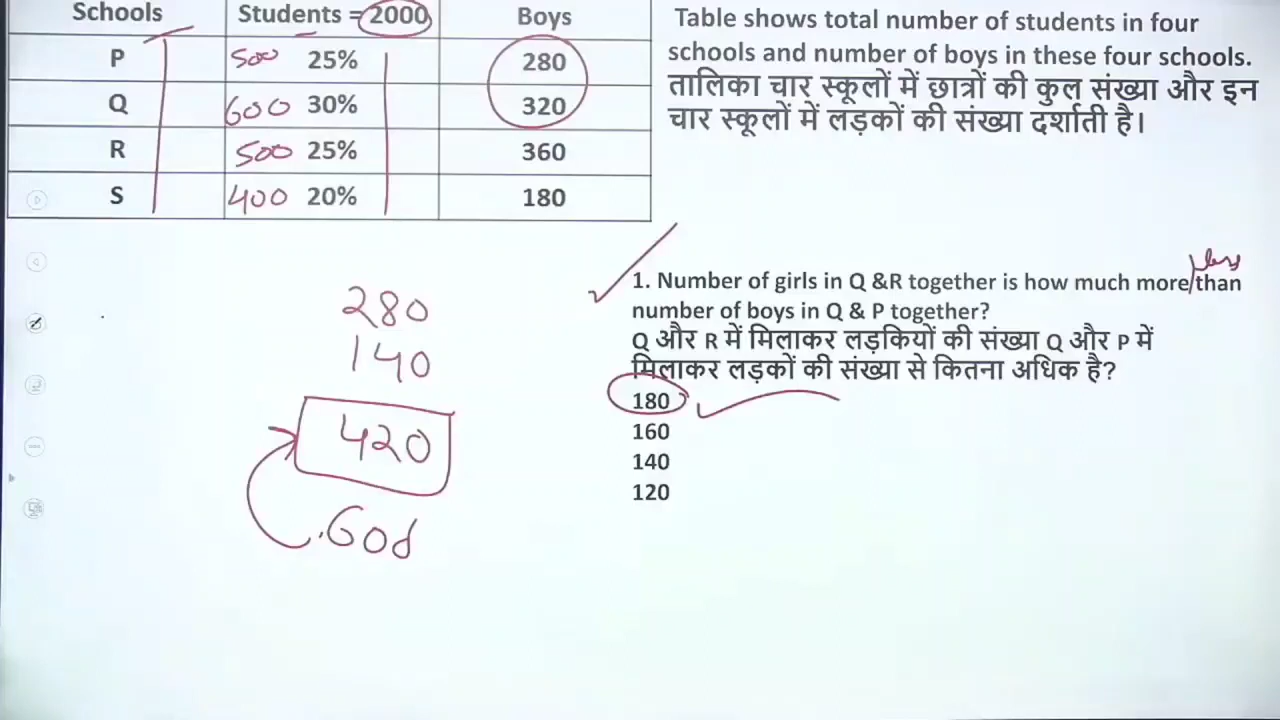 Schools Students = 2000 Boys
P 500 25% 280
Q 600 30% 320
R 500 25% 360
S 400 20% 180
Table shows total number of students in four
schools and number of boys in these four schools.
तालिका चार स्कूलों में छात्रों की कुल संख्या और इन
चार स्कूलों में लड़कों की संख्या दर्शाती है।
less
1. Number of girls in Q &R together is how much more/than
number of boys in Q & P together?
Q और R में मिलाकर लड़कियों की संख्या Q और P में
मिलाकर लड़कों की संख्या से कितना अधिक है?
180
160
140
120
280
140
420
600